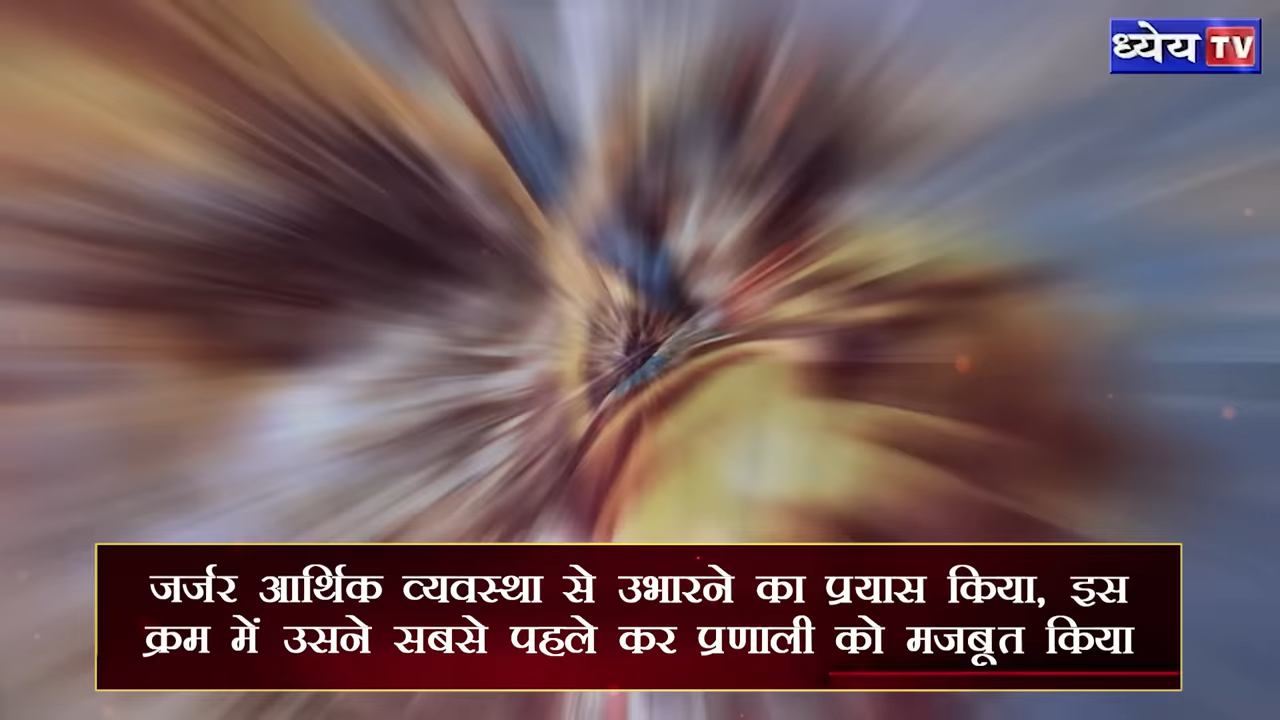 ध्येय TV
जर्जर आर्थिक व्यवस्था से उभारने का प्रयास किया, इस
क्रम में उसने सबसे पहले कर प्रणाली को मजबूत किया